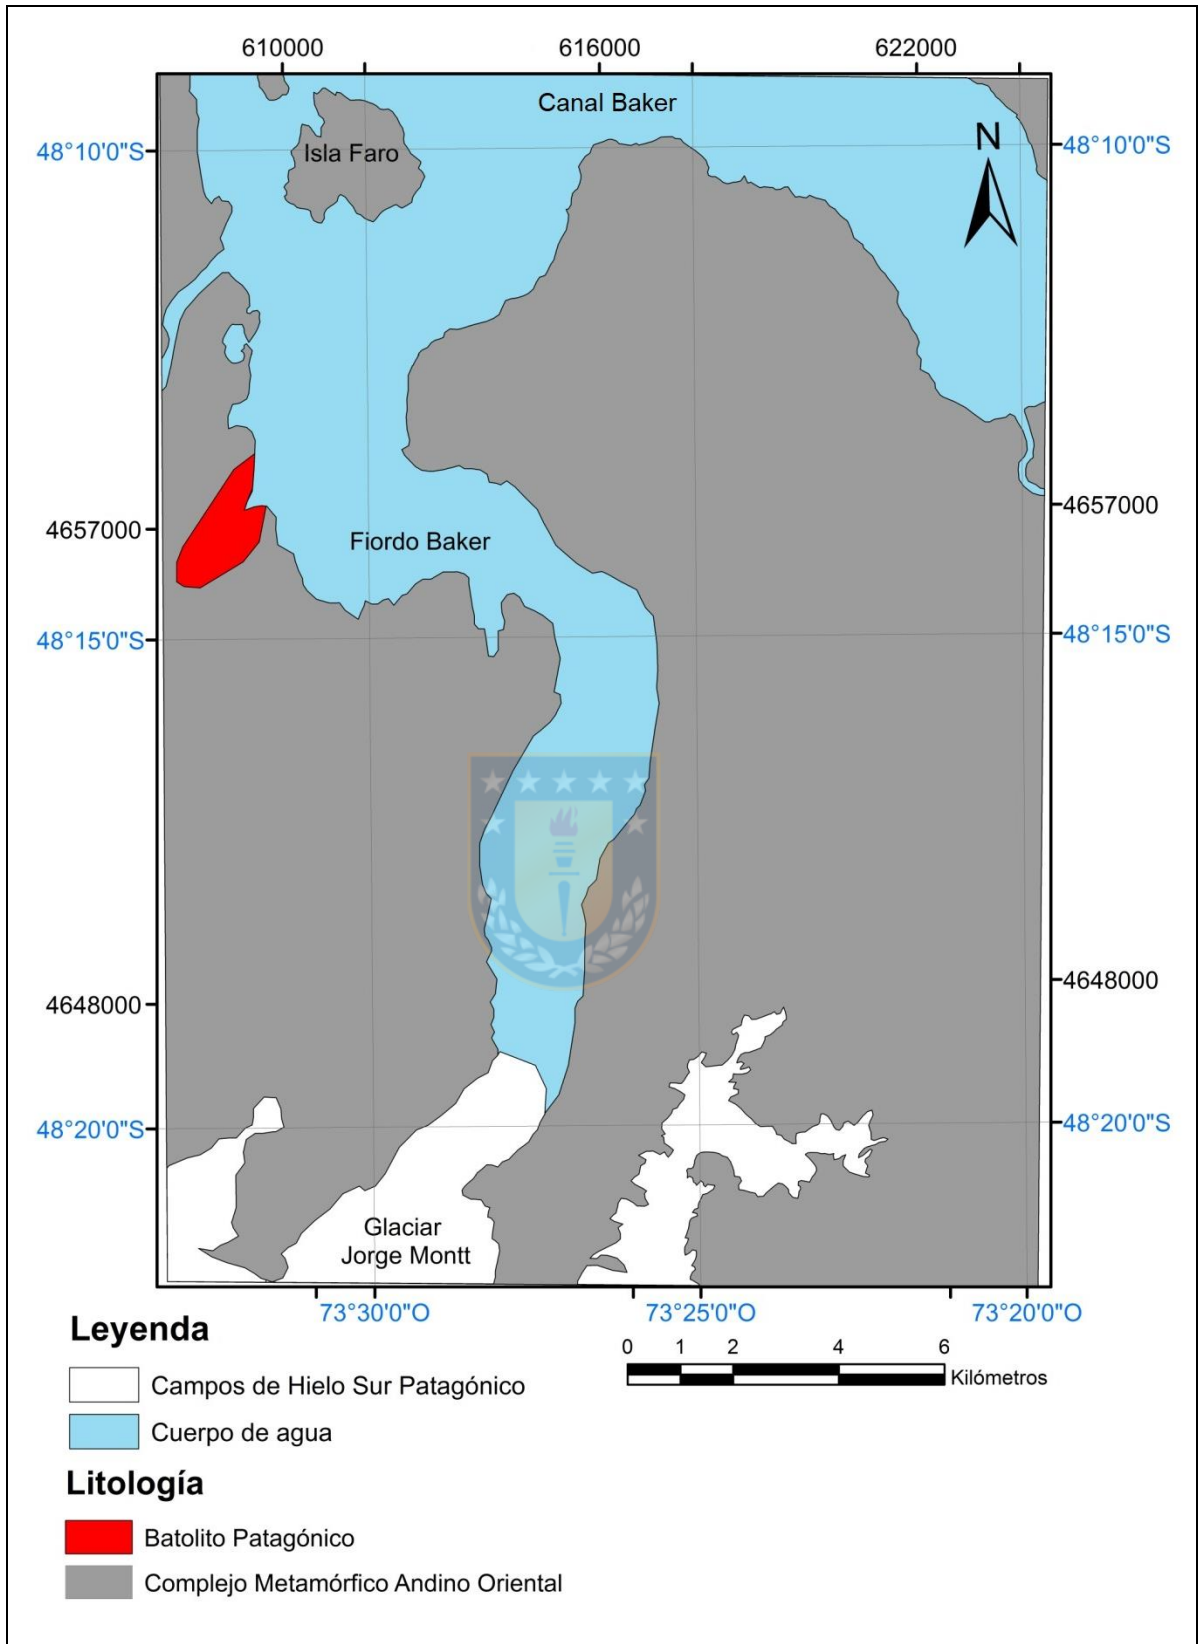 610000 616000 622000
Canal Baker
48°10'0"S
Isla Faro
N
48°10'0"S
4657000
Fiordo Baker
4657000
48°15'0"S
48°15'0"S
4648000
4648000
48°20'0"S
48°20'0"S
Glaciar
Jorge Montt
73°30'0"O 73°25'0"O 73°20'0"O
Leyenda
0 1 2 4 6
Kilómetros
Campos de Hielo Sur Patagónico
Cuerpo de agua
Litología
Batolito Patagónico
Complejo Metamórfico Andino Oriental